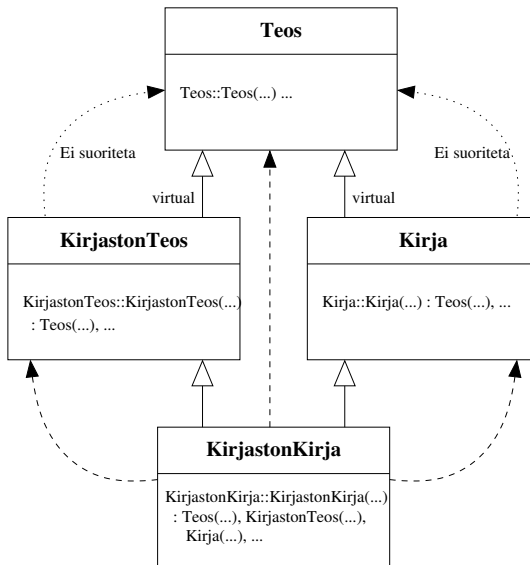 Teos
Teos::Teos(...) ...
Ei suoriteta
Ei suoriteta
virtual
virtual
KirjastonTeos
KirjastonTeos::KirjastonTeos(...)
: Teos(...), ...
Kirja
Kirja::Kirja(...) : Teos(...), ...
KirjastonKirja
KirjastonKirja::KirjastonKirja(...)
: Teos(...), KirjastonTeos(...),
Kirja(...), ...